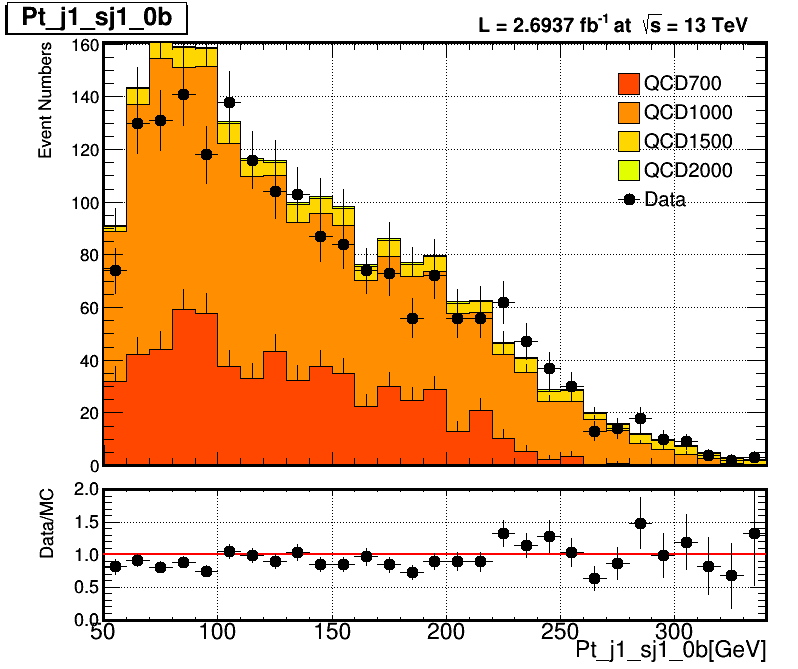 Pt_j1_sj1_0b
L = 2.6937 fb⁻¹ at √s = 13 TeV
Event Numbers
160
140
120
100
80
60
40
20
0
QCD700
QCD1000
QCD1500
QCD2000
Data
Data/MC
2.0
1.5
1.0
0.5
0.0
50 100 150 200 250 300
Pt_j1_sj1_0b[GeV]